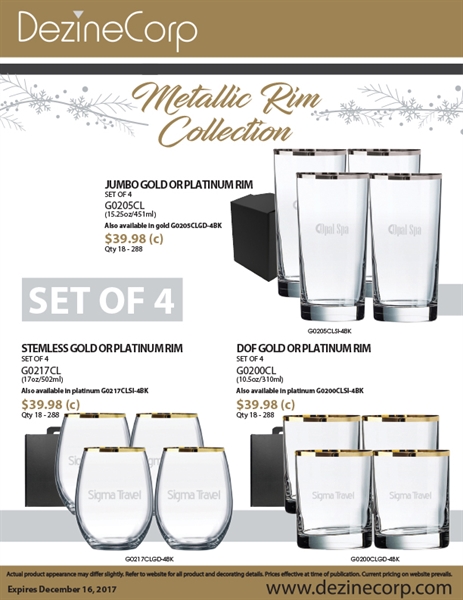 DezineCorp
Metallic Rim
Collection
JUMBO GOLD OR PLATINUM RIM
SET OF 4
G0205CL
(15.25oz/451ml)
Also available in gold G0205CLGD-4BK
$39.98 (c)
Qty 18 - 288
Opal Spa
Opal Spa
G0205CLSI-4BK
SET OF 4
STEMLESS GOLD OR PLATINUM RIM
SET OF 4
G0217CL
(17oz/502ml)
Also available in platinum G0217CLSI-4BK
$39.98 (c)
Qty 18 - 288
Sigma Travel
Sigma Travel
G0217CLGD-4BK
DOF GOLD OR PLATINUM RIM
SET OF 4
G0200CL
(10.5oz/310ml)
Also available in platinum G0200CLSI-4BK
$39.98 (c)
Qty 18 - 288
Sigma Travel
Sigma Travel
G0200CLGD-4BK
Actual product appearance may differ slightly. Refer to website for all product and decorating details. Prices effective at time of publication. Current pricing on website prevails.
Expires December 16, 2017
www.dezinecorp.com